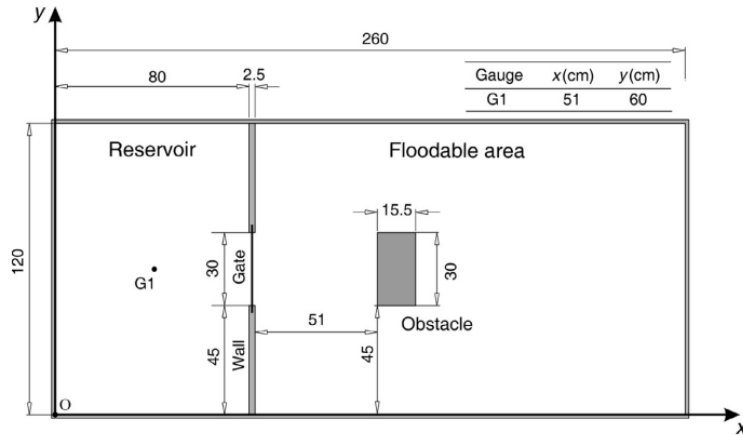 y
260
80
2.5
Gauge x(cm) y(cm)
G1 51 60
Reservoir
Floodable area
15.5
120
30
Gate
G1
30
51
Obstacle
45
Wall
45
O
x